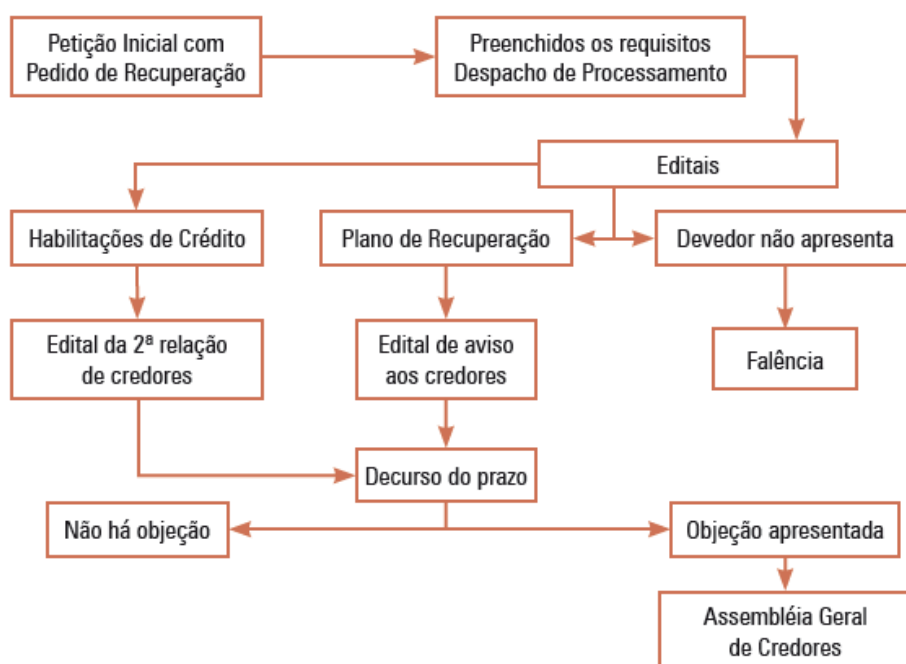 Petição Inicial com
Pedido de Recuperação
Preenchidos os requisitos
Despacho de Processamento
Editais
Habilitações de Crédito
Plano de Recuperação
Devedor não apresenta
Edital da 2ª relação
de credores
Edital de aviso
aos credores
Falência
Decurso do prazo
Não há objeção
Objeção apresentada
Assembléia Geral
de Credores